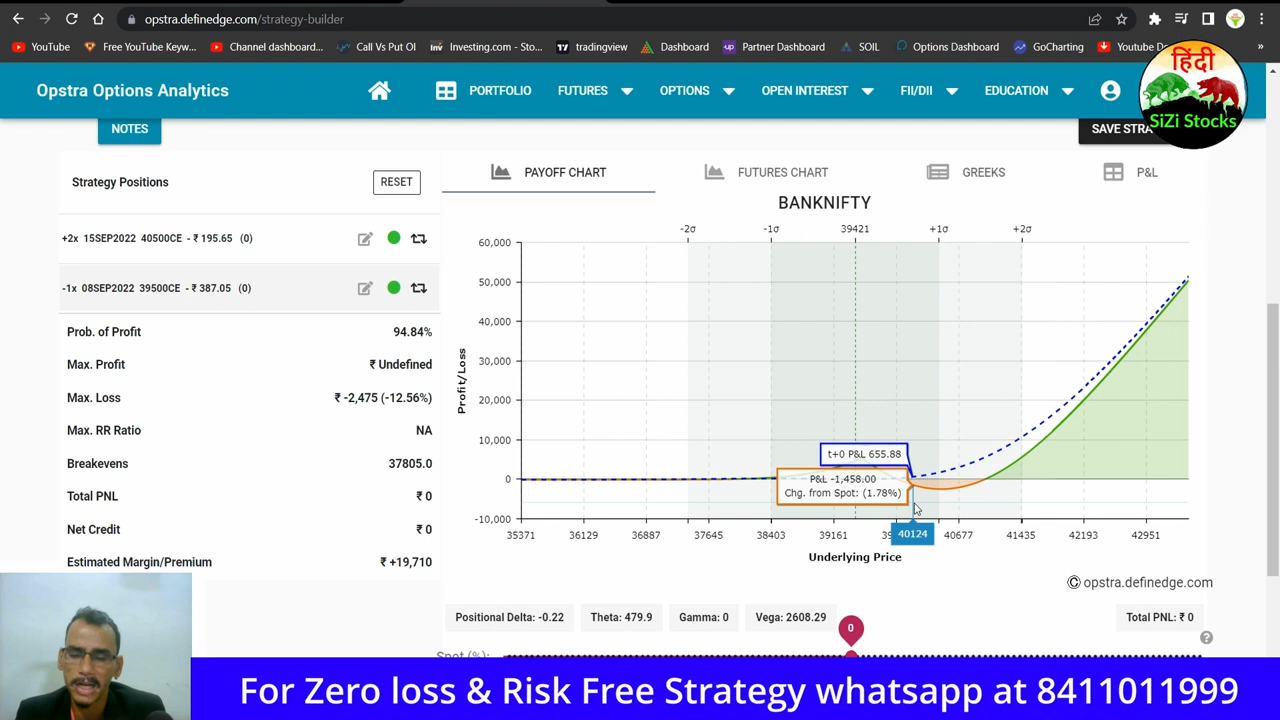 opstra.definedge.com/strategy-builder
YouTube Free YouTube Keyw... Channel dashboard... Call Vs Put OI Investing.com - Sto... tradingview Dashboard Partner Dashboard SOIL Options Dashboard GoCharting Youtube De »
Opstra Options Analytics PORTFOLIO FUTURES OPTIONS OPEN INTEREST FII/DII EDUCATION
हिंदी
SiZi Stocks
NOTES SAVE STRA
Strategy Positions RESET
PAYOFF CHART FUTURES CHART GREEKS P&L
BANKNIFTY
+2x 15SEP2022 40500CE - ₹ 195.65 (0)
-1x 08SEP2022 39500CE - ₹ 387.05 (0)
Prob. of Profit 94.84%
Max. Profit ₹ Undefined
Max. Loss ₹ -2,475 (-12.56%)
Max. RR Ratio NA
Breakevens 37805.0
Total PNL ₹ 0
Net Credit ₹ 0
Estimated Margin/Premium ₹ +19,710
-2σ -1σ 39421 +1σ +2σ
60,000
50,000
40,000
30,000
20,000
10,000
0
-10,000
Profit/Loss
t+0 P&L 655.88
P&L -1,458.00
Chg. from Spot: (1.78%)
35371 36129 36887 37645 38403 39161 39 40124 40677 41435 42193 42951
Underlying Price
© opstra.definedge.com
Positional Delta: -0.22 Theta: 479.9 Gamma: 0 Vega: 2608.29 Total PNL: ₹ 0
0
?
Spot (%):
For Zero loss & Risk Free Strategy whatsapp at 8411011999